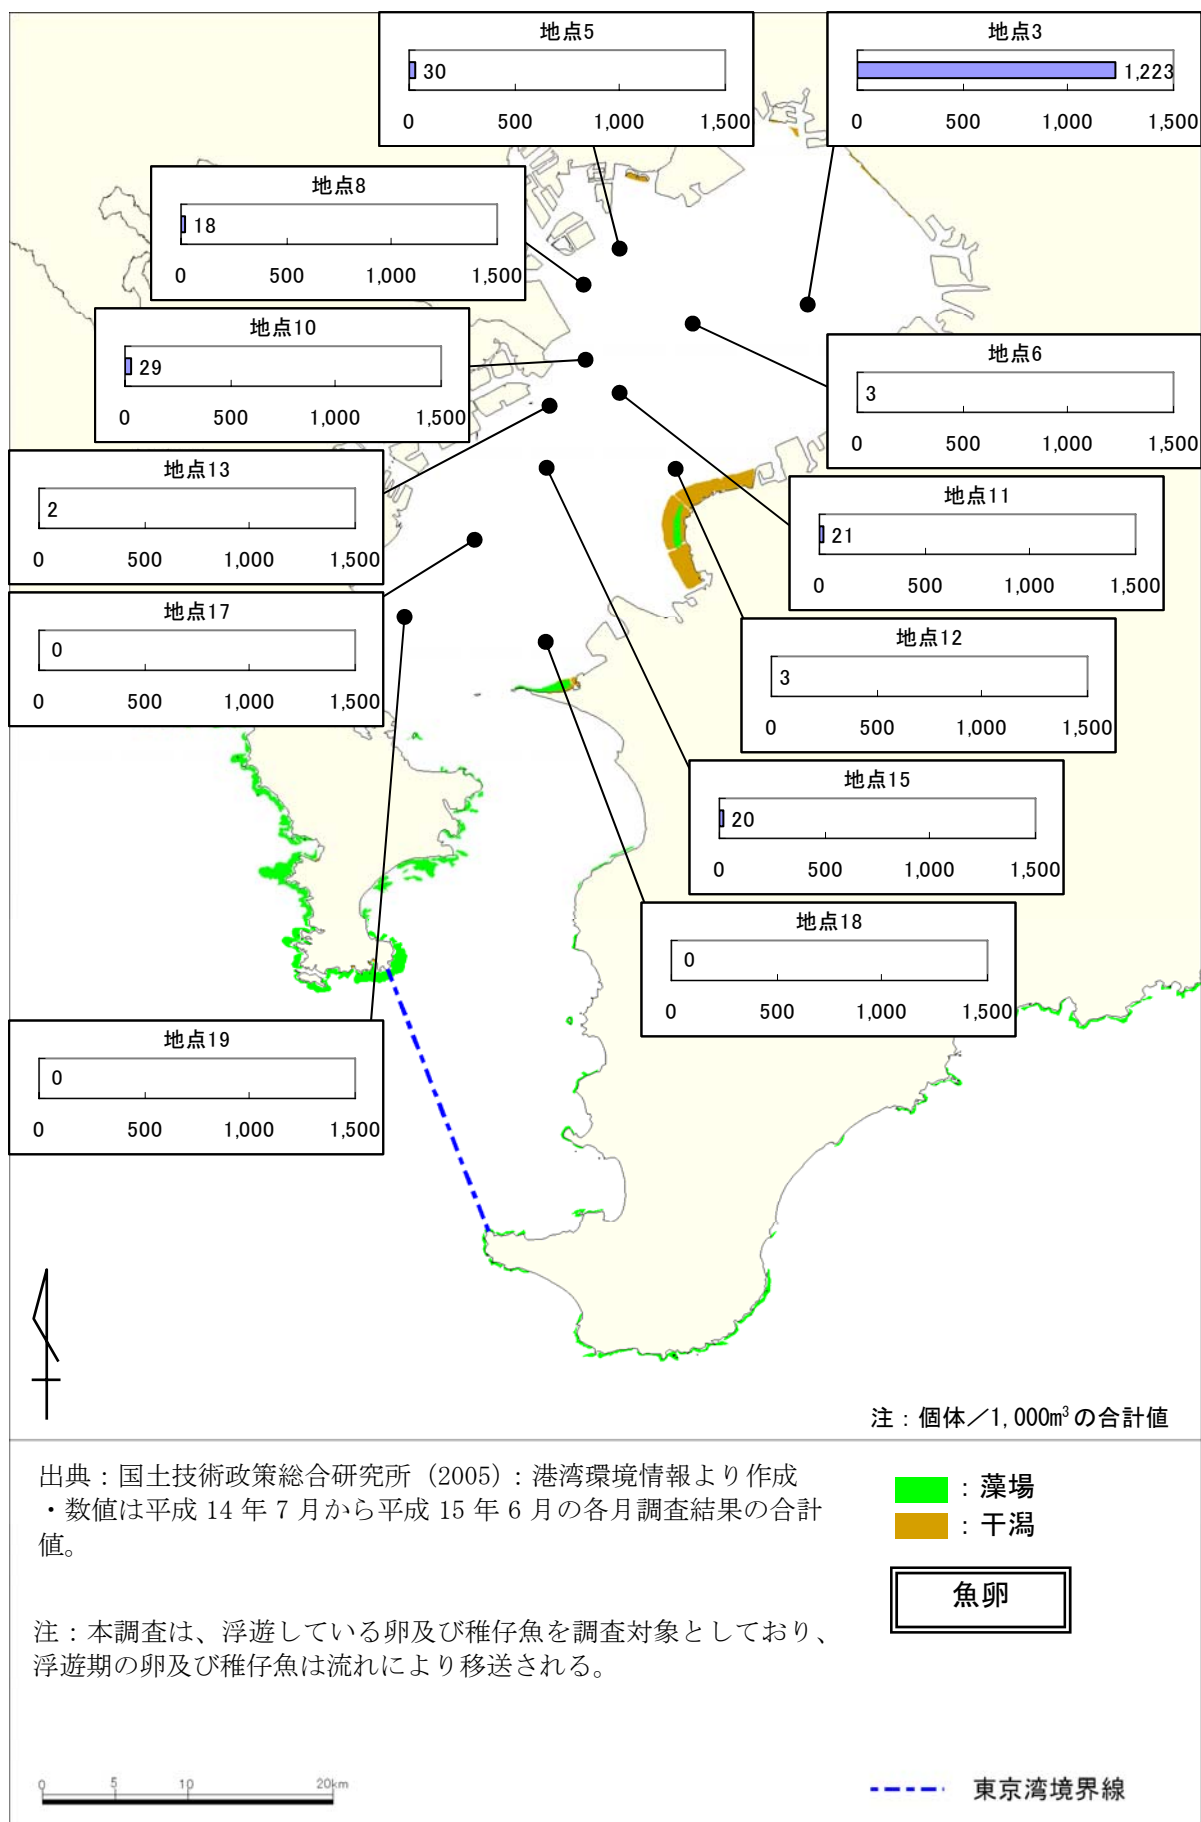 地点5
30
0 500 1,000 1,500
地点3
1,223
0 500 1,000 1,500
地点8
18
0 500 1,000 1,500
地点10
29
0 500 1,000 1,500
地点6
3
0 500 1,000 1,500
地点13
2
0 500 1,000 1,500
地点11
21
0 500 1,000 1,500
地点17
0
0 500 1,000 1,500
地点12
3
0 500 1,000 1,500
地点15
20
0 500 1,000 1,500
地点18
0
0 500 1,000 1,500
地点19
0
0 500 1,000 1,500
注：個体／1,000m³の合計値
出典：国土技術政策総合研究所（2005）：港湾環境情報より作成
・数値は平成 14 年 7 月から平成 15 年 6 月の各月調査結果の合計
値。
：藻場
：干潟
魚卵
注：本調査は、浮遊している卵及び稚仔魚を調査対象としており、
浮遊期の卵及び稚仔魚は流れにより移送される。
0 5 10 20km
東京湾境界線